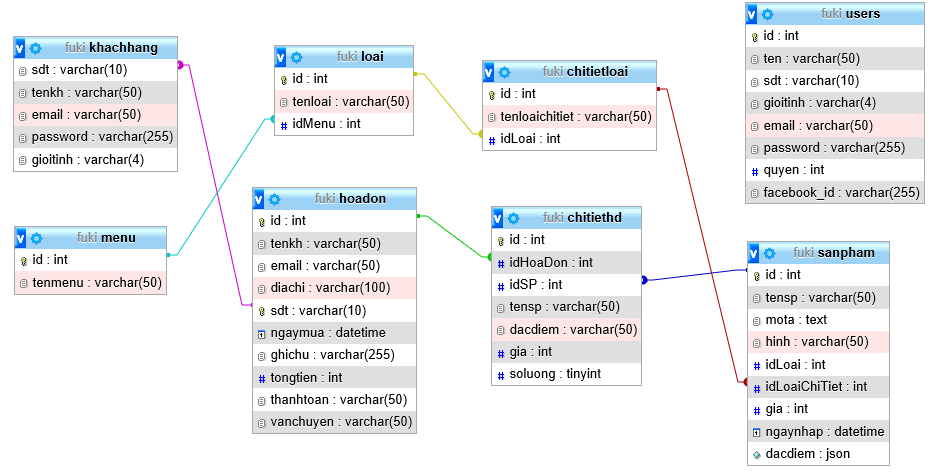 fuki khachhang
sdt : varchar(10)
tenkh : varchar(50)
email : varchar(50)
password : varchar(255)
gioitinh : varchar(4)
fuki loai
id : int
tenloai : varchar(50)
idMenu : int
fuki chitietloai
id : int
tenloaichitiet : varchar(50)
idLoai : int
fuki users
id : int
ten : varchar(50)
sdt : varchar(10)
gioitinh : varchar(4)
email : varchar(50)
password : varchar(255)
quyen : int
facebook_id : varchar(255)
fuki menu
id : int
tenmenu : varchar(50)
fuki hoadon
id : int
tenkh : varchar(50)
email : varchar(50)
diachi : varchar(100)
sdt : varchar(10)
ngaymua : datetime
ghichu : varchar(255)
tongtien : int
thanhtoan : varchar(50)
vanchuyen : varchar(50)
fuki chitiethd
id : int
idHoaDon : int
idSP : int
tensp : varchar(50)
dacdiem : varchar(50)
gia : int
soluong : tinyint
fuki sanpham
id : int
tensp : varchar(50)
mota : text
hinh : varchar(50)
idLoai : int
idLoaiChiTiet : int
gia : int
ngaynhap : datetime
dacdiem : json